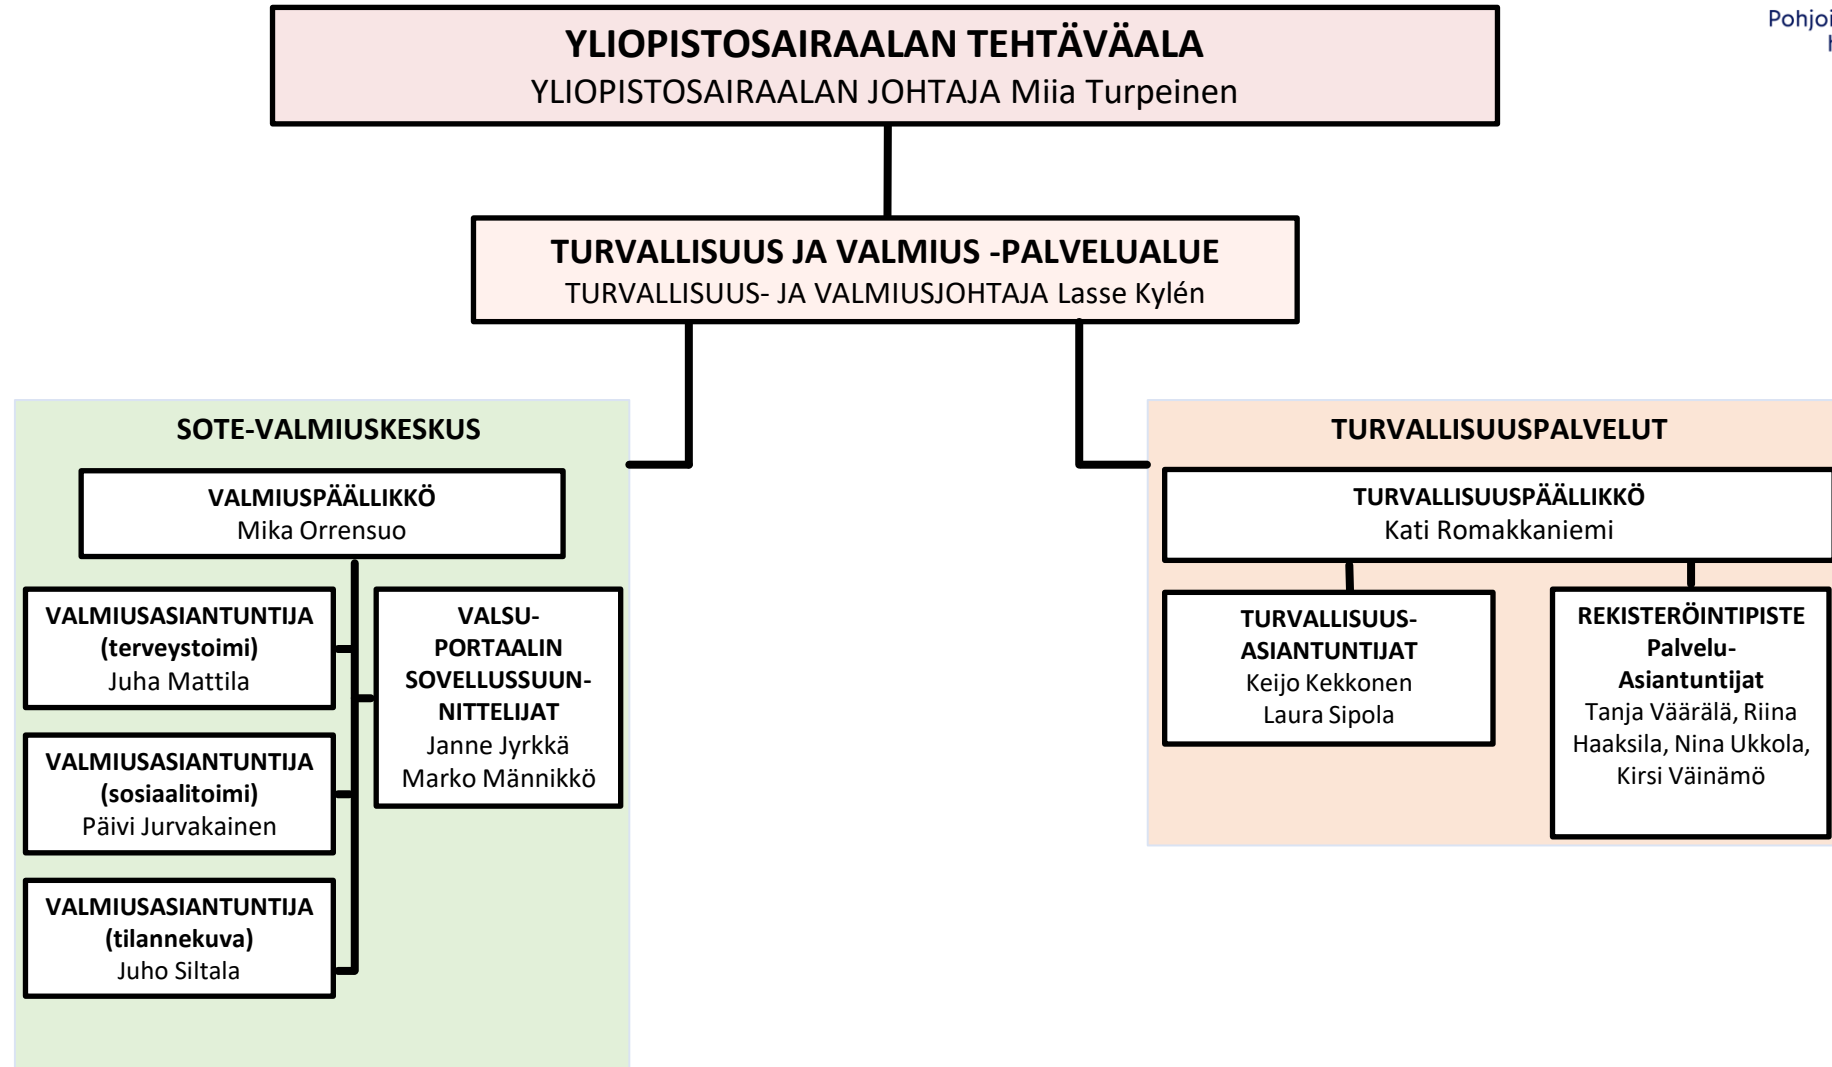 YLIOPISTOSAIRAALAN TEHTÄVÄALA
YLIOPISTOSAIRAALAN JOHTAJA Miia Turpeinen
TURVALLISUUS JA VALMIUS -PALVELUALUE
TURVALLISUUS- JA VALMIUSJOHTAJA Lasse Kylén
SOTE-VALMIUSKESKUS
VALMIUSPÄÄLLIKKÖ
Mika Orrensuo
VALMIUSASIANTUNTIJA
(terveystoimi)
Juha Mattila
VALMIUSASIANTUNTIJA
(sosiaalitoimi)
Päivi Jurvakainen
VALMIUSASIANTUNTIJA
(tilannekuva)
Juho Siltala
VALSU-
PORTAALIN
SOVELLUSSUUN-
NITTELIJAT
Janne Jyrkkä
Marko Männikkö
TURVALLISUUSPALVELUT
TURVALLISUUSPÄÄLLIKKÖ
Kati Romakkaniemi
TURVALLISUUS-
ASIANTUNTIJAT
Keijo Kekkonen
Laura Sipola
REKISTERÖINTIPISTE
Palvelu-
Asiantuntijat
Tanja Väärälä, Riina
Haaksila, Nina Ukkola,
Kirsi Väinämö